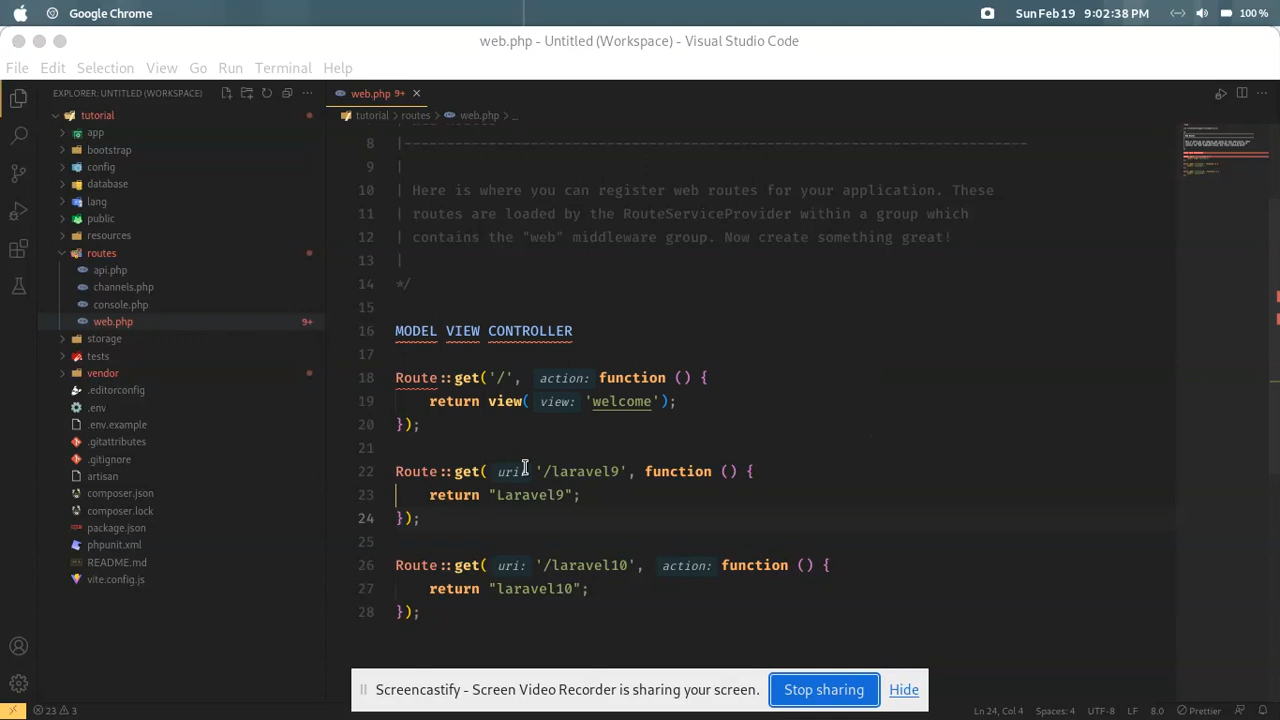 Google Chrome
Sun Feb 19 9:02:38 PM
100 %
web.php - Untitled (Workspace) - Visual Studio Code
File Edit Selection View Go Run Terminal Help
EXPLORER: UNTITLED (WORKSPACE)
web.php 9+
tutorial
tutorial > routes > web.php > ...
app
bootstrap
config
database
lang
public
resources
routes
api.php
channels.php
console.php
web.php 9+
storage
tests
vendor
.editorconfig
.env
.env.example
.gitattributes
.gitignore
artisan
composer.json
composer.lock
package.json
phpunit.xml
README.md
vite.config.js
8 |--------------------------------------------------------------------------
9 |
10 | Here is where you can register web routes for your application. These
11 | routes are loaded by the RouteServiceProvider within a group which
12 | contains the "web" middleware group. Now create something great!
13 |
14 */
15
16 MODEL VIEW CONTROLLER
17
18 Route::get('/', action: function () {
19 return view( view: 'welcome');
20 });
21
22 Route::get( uri: '/laravel9', function () {
23 return "Laravel9";
24 });
25
26 Route::get( uri: '/laravel10', action: function () {
27 return "laravel10";
28 });
Screencastify - Screen Video Recorder is sharing your screen. Stop sharing Hide
23 3
Ln 24, Col 4 Spaces: 4 UTF-8 LF 8.0 Prettier